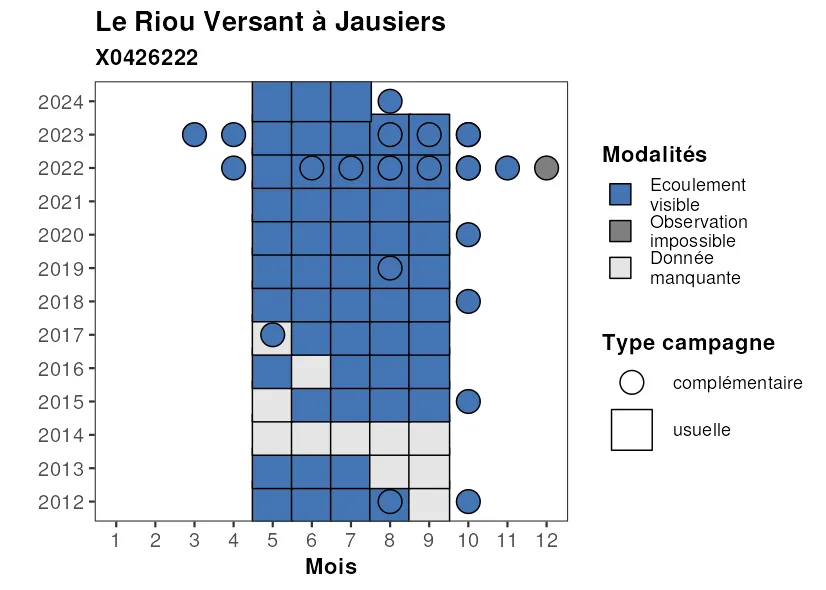 Le Riou Versant à Jausiers
X0426222
2024
2023
2022
2021
2020
2019
2018
2017
2016
2015
2014
2013
2012
1 2 3 4 5 6 7 8 9 10 11 12
Mois
Modalités
Ecoulement
visible
Observation
impossible
Donnée
manquante
Type campagne
complémentaire
usuelle